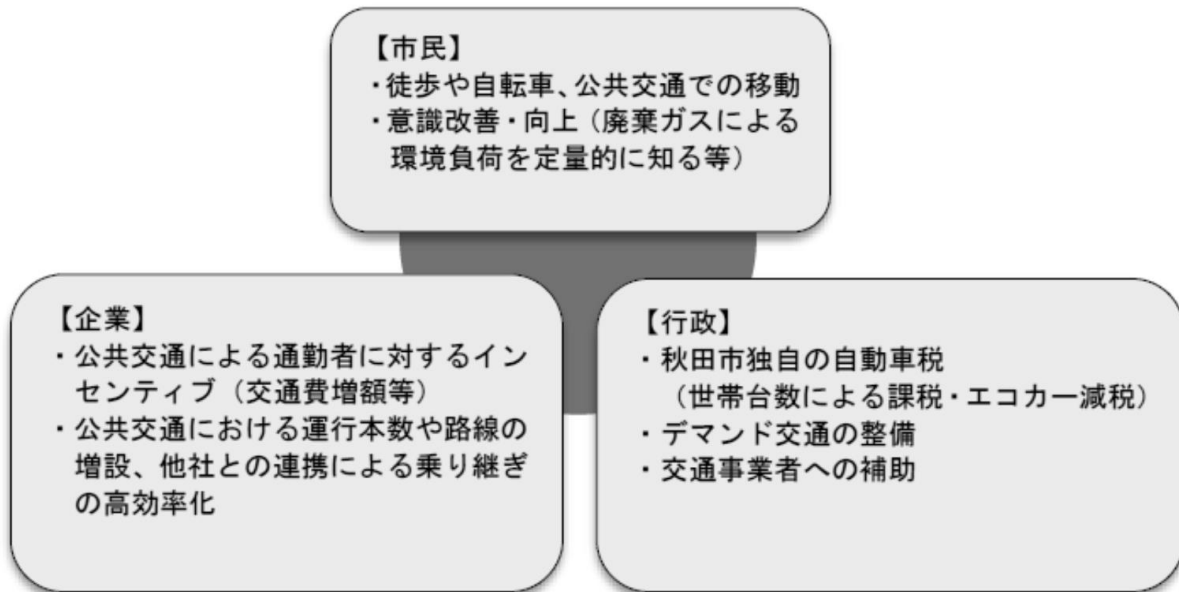 【市民】
・徒歩や自転車、公共交通での移動
・意識改善・向上（廃棄ガスによる
環境負荷を定量的に知る等）
【企業】
・公共交通による通勤者に対するイン
センティブ（交通費増額等）
・公共交通における運行本数や路線の
増設、他社との連携による乗り継ぎ
の高効率化
【行政】
・秋田市独自の自動車税
（世帯台数による課税・エコカー減税）
・デマンド交通の整備
・交通事業者への補助